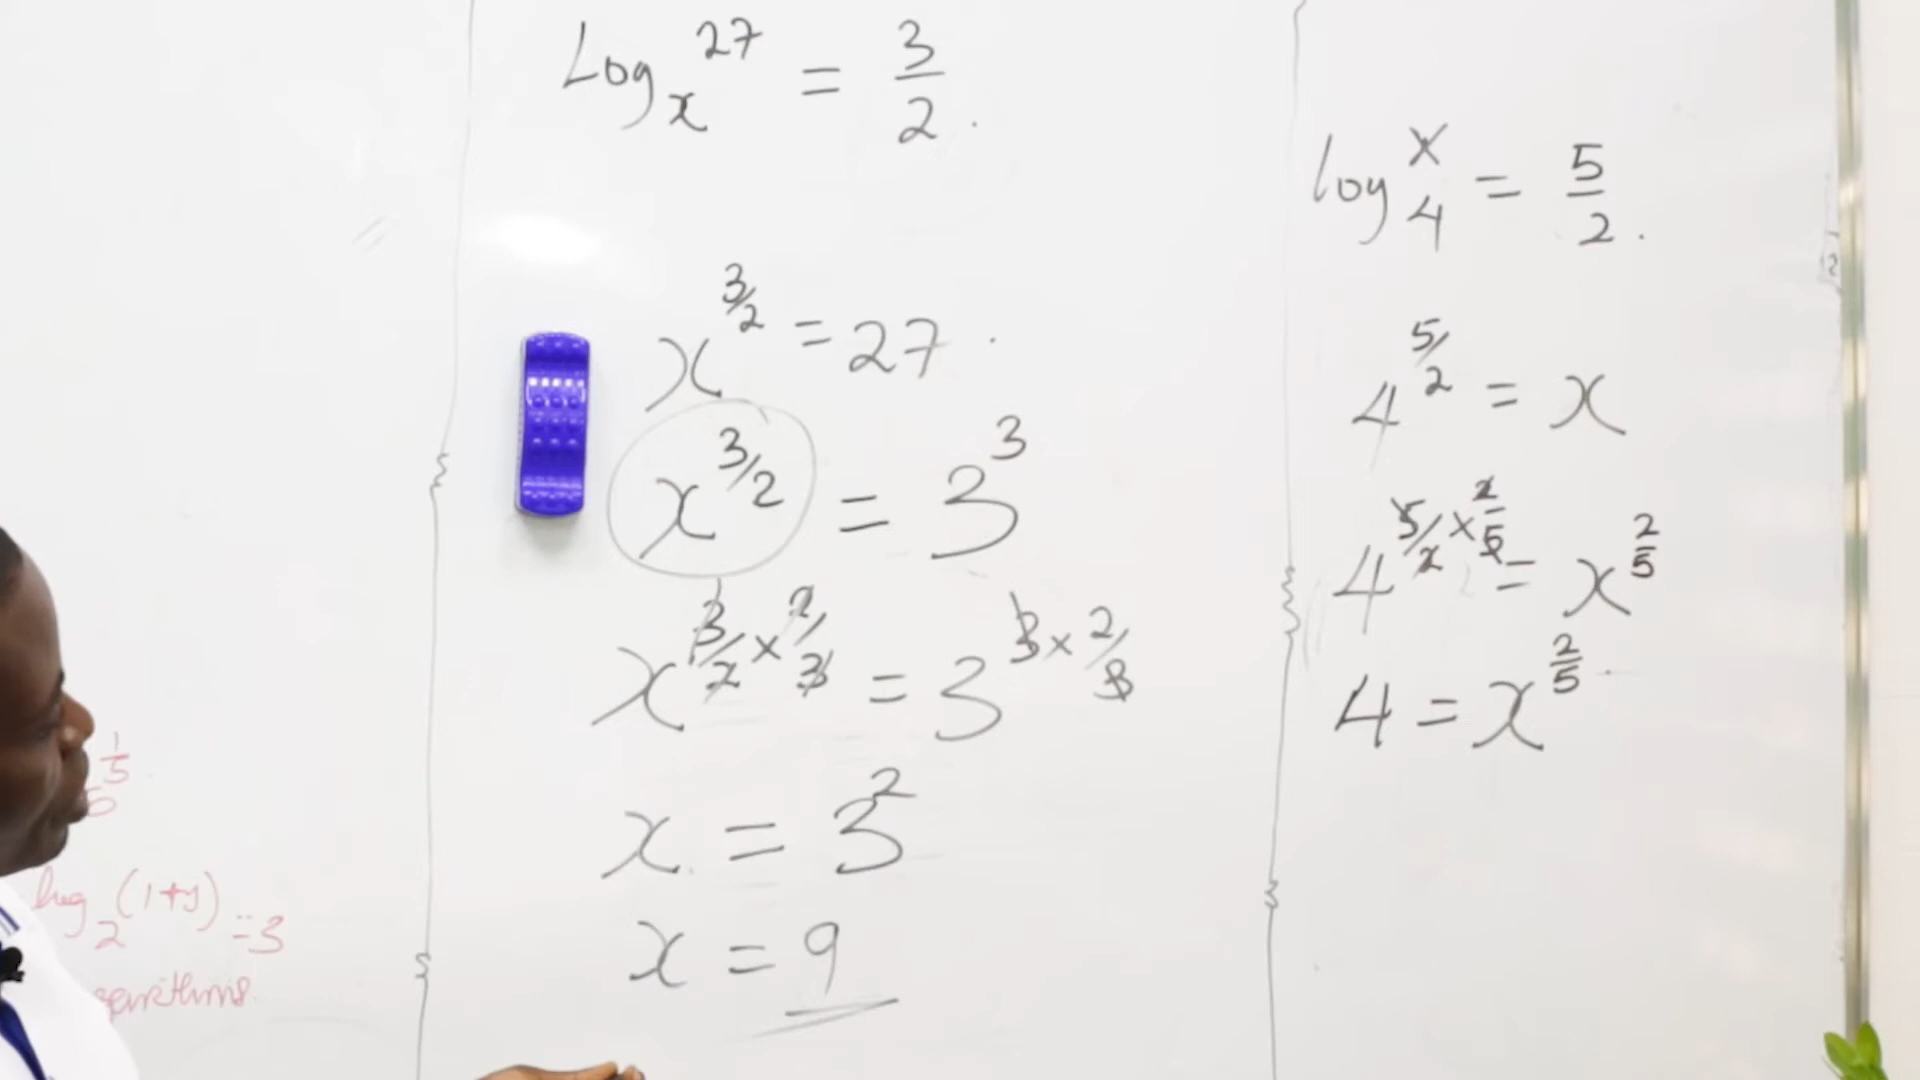 Log_x 27 = 3/2.
x^3/2 = 27.
x^3/2 = 3^3
x^3/2 × 2/3 = 3^3 × 2/3
x = 3^2
x = 9
log_4 x = 5/2.
4^5/2 = x
4^5/2 × 2/5 = x^2/5
4 = x^2/5.
1/5
log_2 (1+y) = 3